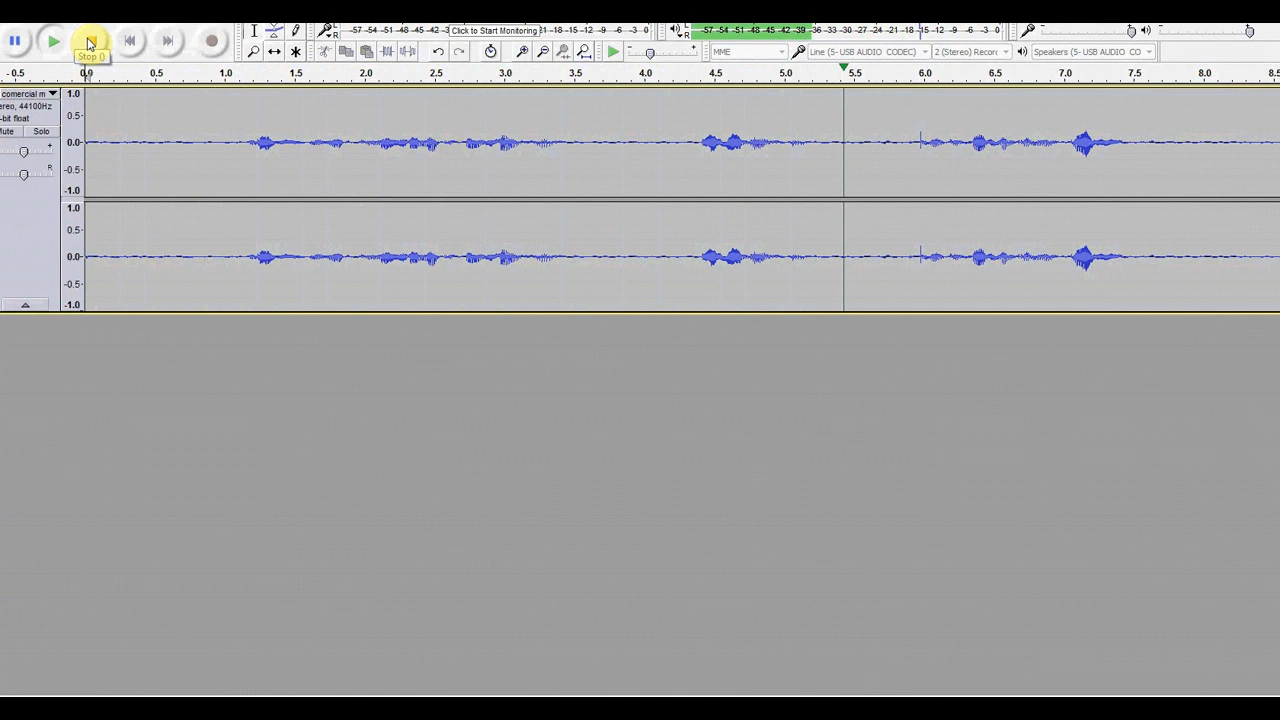 L
R
-57 -54 -51 -48 -45 -42 -3
Click to Start Monitoring
-21 -18 -15 -12 -9 -6 -3 0
L
R
-57 -54 -51 -48 -45 -42 -39 -36 -33 -30 -27 -24 -21 -18 -15 -12 -9 -6 -3 0
- +
- +
Stop ()
- +
MME
Line (5- USB AUDIO CODEC)
2 (Stereo) Recor
Speakers (5- USB AUDIO CO
-0.5 0.0 0.5 1.0 1.5 2.0 2.5 3.0 3.5 4.0 4.5 5.0 5.5 6.0 6.5 7.0 7.5 8.0 8.5
comercial m
ereo, 44100Hz
-bit float
Mute Solo
+
R
1.0
0.5
0.0-
-0.5
-1.0
1.0
0.5
0.0-
-0.5
-1.0